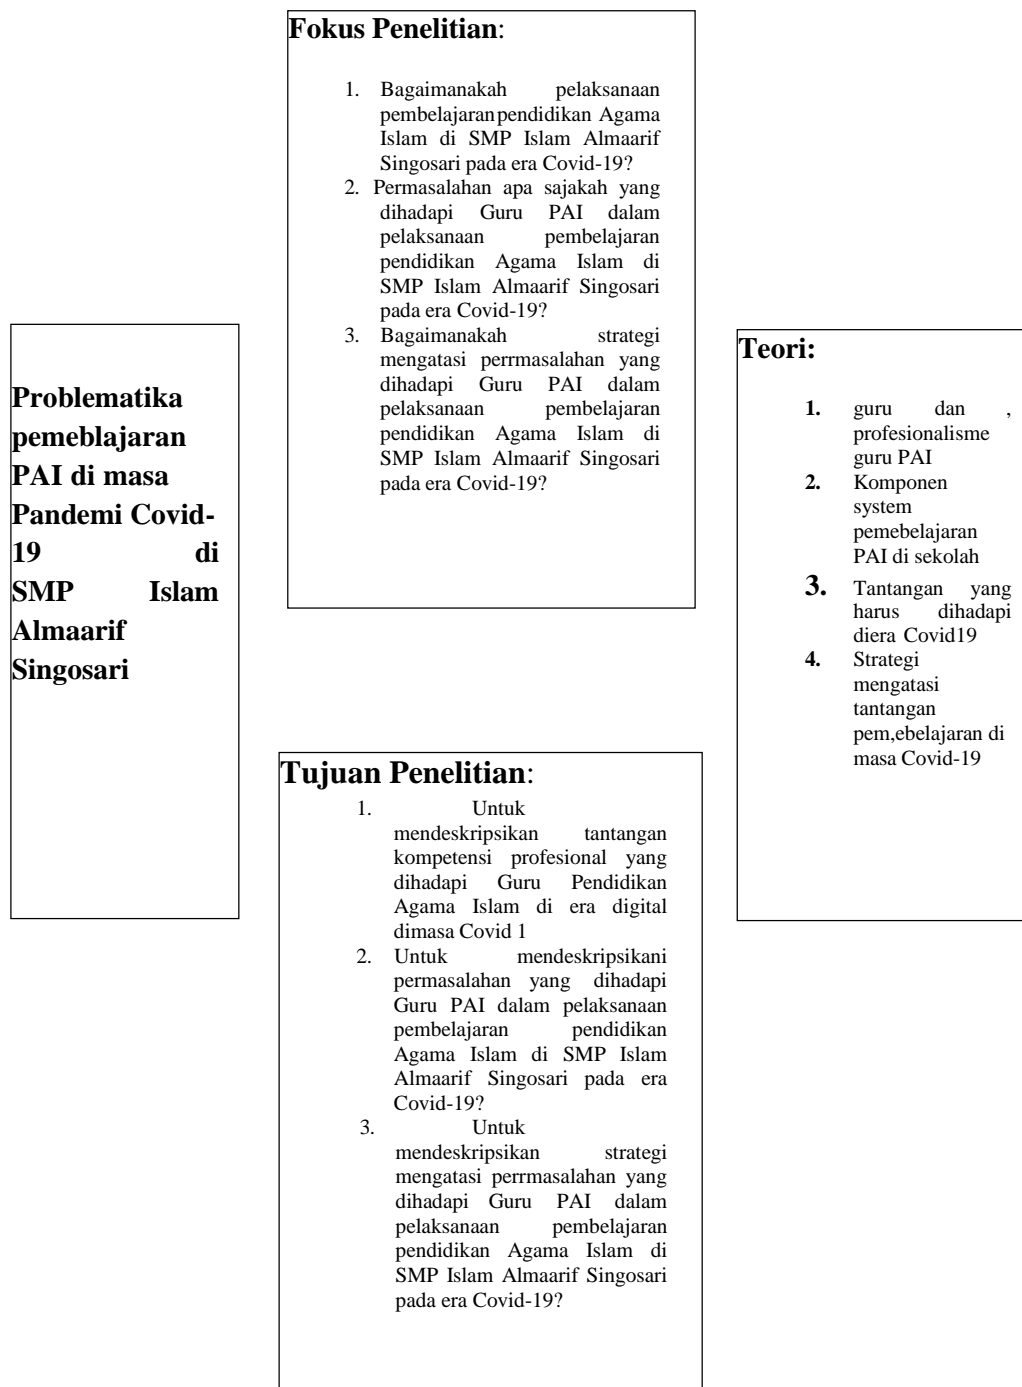 Fokus Penelitian:
1. Bagaimanakah pelaksanaan
pembelajaran pendidikan Agama
Islam di SMP Islam Almaarif
Singosari pada era Covid-19?
2. Permasalahan apa sajakah yang
dihadapi Guru PAI dalam
pelaksanaan pembelajaran
pendidikan Agama Islam di
SMP Islam Almaarif Singosari
pada era Covid-19?
3. Bagaimanakah strategi
mengatasi perrmasalahan yang
dihadapi Guru PAI dalam
pelaksanaan pembelajaran
pendidikan Agama Islam di
SMP Islam Almaarif Singosari
pada era Covid-19?
Problematika
pemeblajaran
PAI di masa
Pandemi Covid-
19 di
SMP Islam
Almaarif
Singosari
Teori:
1. guru dan ,
profesionalisme
guru PAI
2. Komponen
system
pemebelajaran
PAI di sekolah
3. Tantangan yang
harus dihadapi
diera Covid19
4. Strategi
mengatasi
tantangan
pem,ebelajaran di
masa Covid-19
Tujuan Penelitian:
1. Untuk
mendeskripsikan tantangan
kompetensi profesional yang
dihadapi Guru Pendidikan
Agama Islam di era digital
dimasa Covid 1
2. Untuk mendeskripsikani
permasalahan yang dihadapi
Guru PAI dalam pelaksanaan
pembelajaran pendidikan
Agama Islam di SMP Islam
Almaarif Singosari pada era
Covid-19?
3. Untuk
mendeskripsikan strategi
mengatasi perrmasalahan yang
dihadapi Guru PAI dalam
pelaksanaan pembelajaran
pendidikan Agama Islam di
SMP Islam Almaarif Singosari
pada era Covid-19?